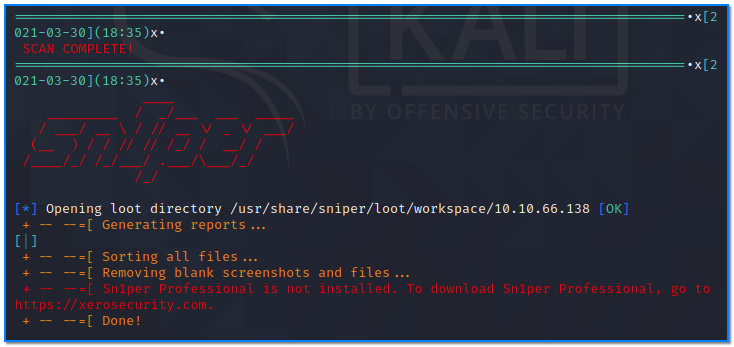 ════════════════════════════════════════════════════════════════════════════════════•x[2
021-03-30](18:35)x•
SCAN COMPLETE!
════════════════════════════════════════════════════════════════════════════════════•x[2
021-03-30](18:35)x•
KALI
BY OFFENSIVE SECURITY
sn1per
[*] Opening loot directory /usr/share/sniper/loot/workspace/10.10.66.138 [OK]
+ -- --=[ Generating reports...
[|]
+ -- --=[ Sorting all files...
+ -- --=[ Removing blank screenshots and files...
+ -- --=[ Sn1per Professional is not installed. To download Sn1per Professional, go to
https://xerosecurity.com.
+ -- --=[ Done!